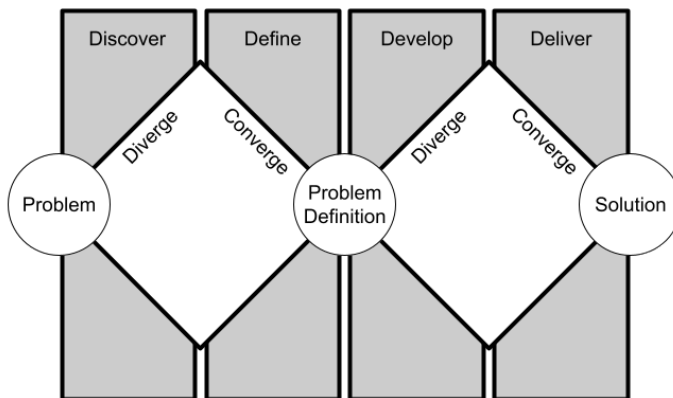 Discover
Define
Develop
Deliver
Diverge
Converge
Diverge
Converge
Problem
Problem
Definition
Solution